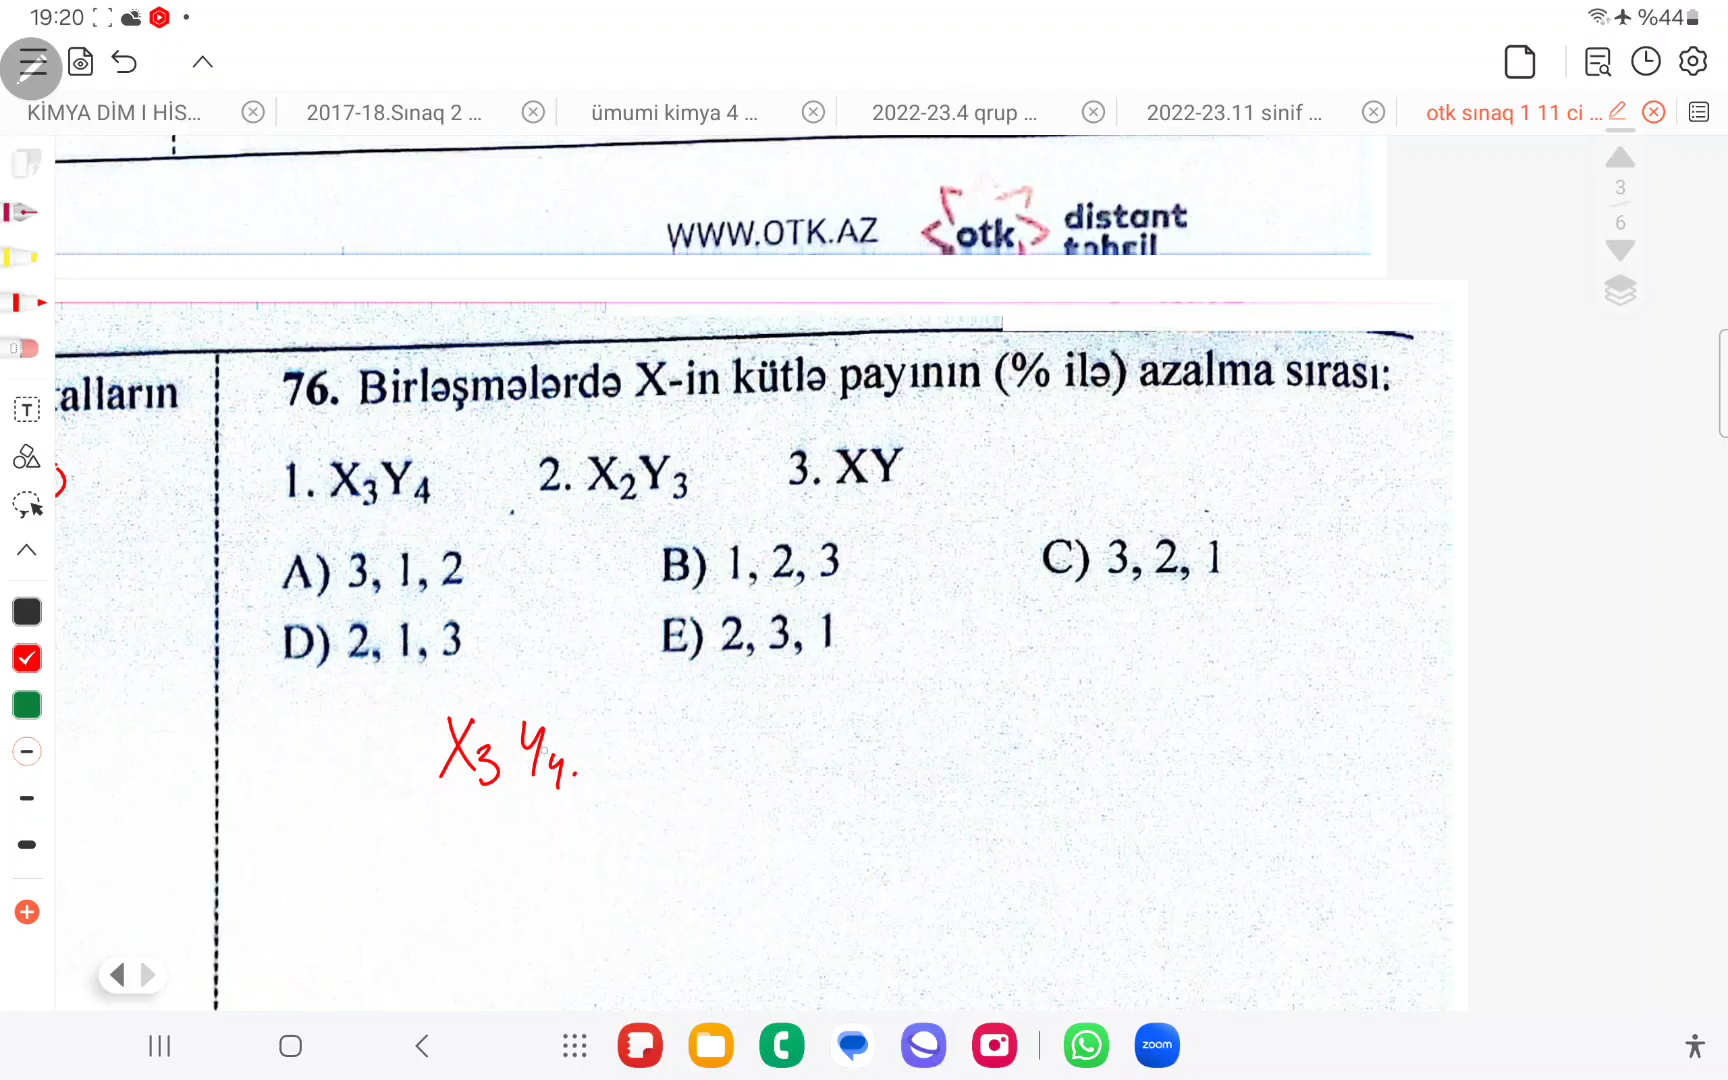 19:20
%44
KİMYA DİM I HİS...
2017-18.Sınaq 2 ...
ümumi kimya 4 ...
2022-23.4 qrup ...
2022-23.11 sinif ...
otk sınaq 1 11 ci ...
3
6
WWW.OTK.AZ
otk
distant
təhsil
alların
76. Birləşmələrdə X-in kütlə payının (% ilə) azalma sırası:
1. X₃Y₄ 2. X₂Y₃ 3. XY
A) 3, 1, 2 B) 1, 2, 3 C) 3, 2, 1
D) 2, 1, 3 E) 2, 3, 1
X₃ Y₄.
T
zoom